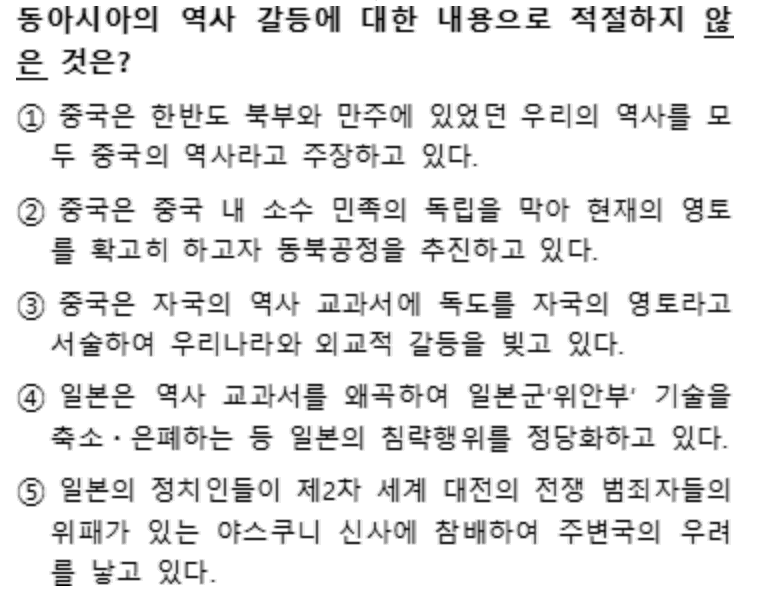 동아시아의 역사 갈등에 대한 내용으로 적절하지 않
은 것은?
① 중국은 한반도 북부와 만주에 있었던 우리의 역사를 모
두 중국의 역사라고 주장하고 있다.
② 중국은 중국 내 소수 민족의 독립을 막아 현재의 영토
를 확고히 하고자 동북공정을 추진하고 있다.
③ 중국은 자국의 역사 교과서에 독도를 자국의 영토라고
서술하여 우리나라와 외교적 갈등을 빚고 있다.
④ 일본은 역사 교과서를 왜곡하여 일본군'위안부' 기술을
축소·은폐하는 등 일본의 침략행위를 정당화하고 있다.
⑤ 일본의 정치인들이 제2차 세계 대전의 전쟁 범죄자들의
위패가 있는 야스쿠니 신사에 참배하여 주변국의 우려
를 낳고 있다.